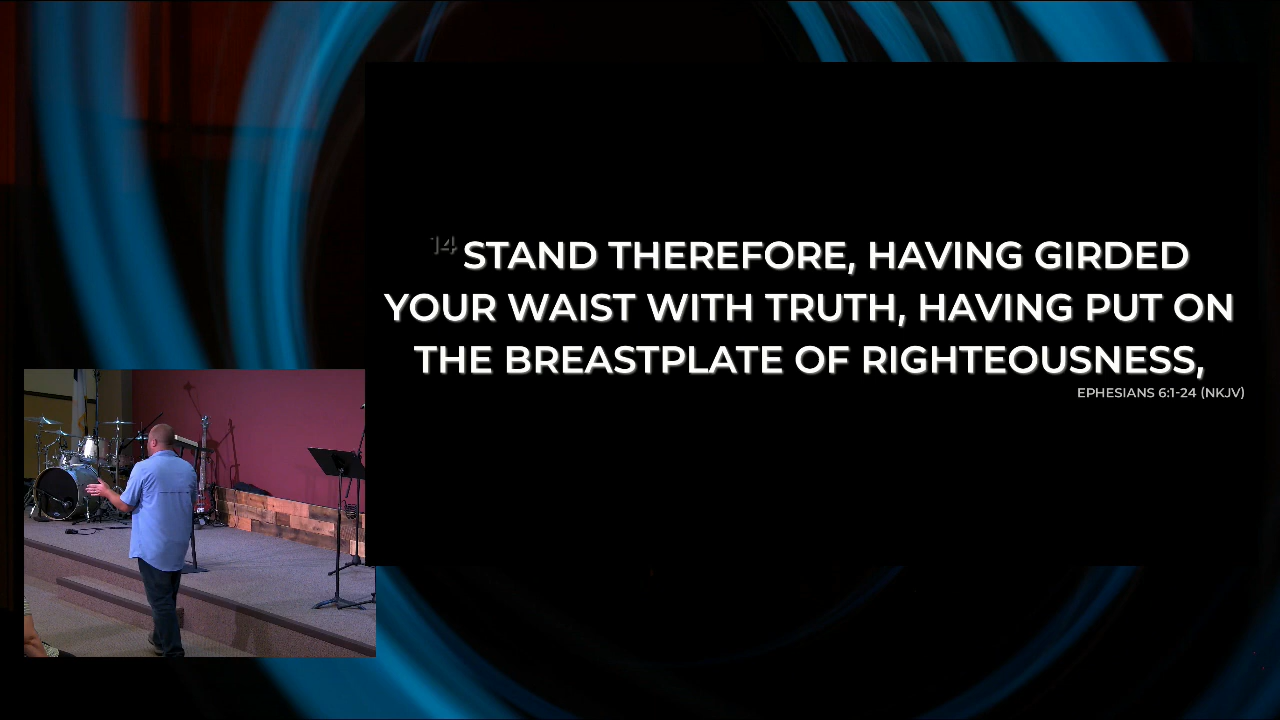 14 STAND THEREFORE, HAVING GIRDED
YOUR WAIST WITH TRUTH, HAVING PUT ON
THE BREASTPLATE OF RIGHTEOUSNESS,
EPHESIANS 6:1-24 (NKJV)